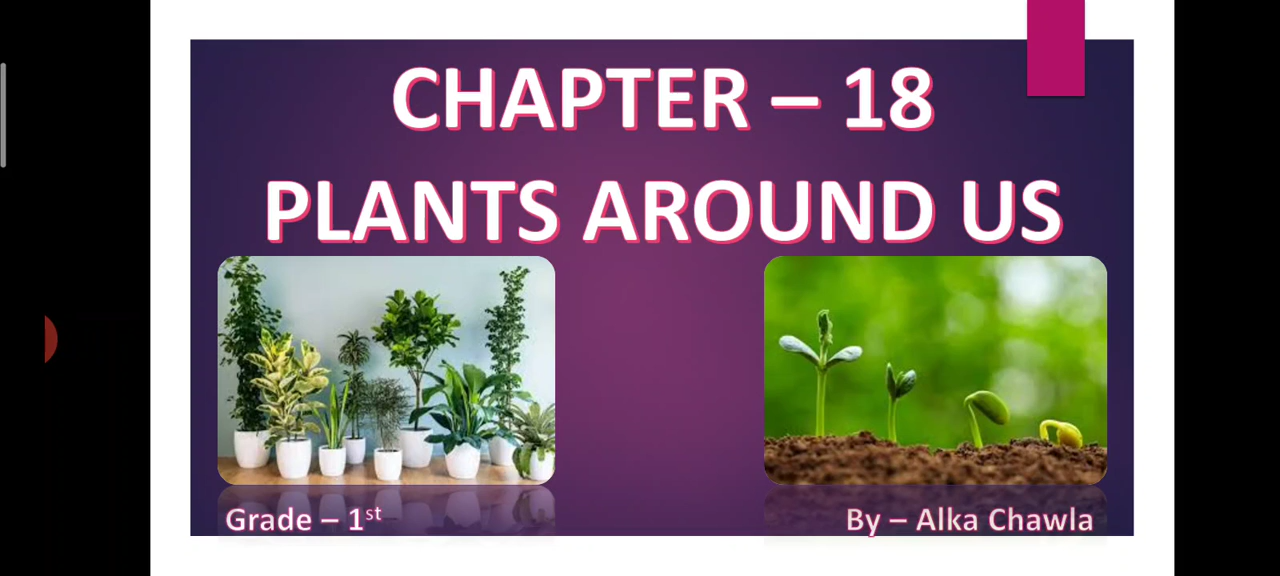 CHAPTER – 18
PLANTS AROUND US
Grade – 1st
By – Alka Chawla